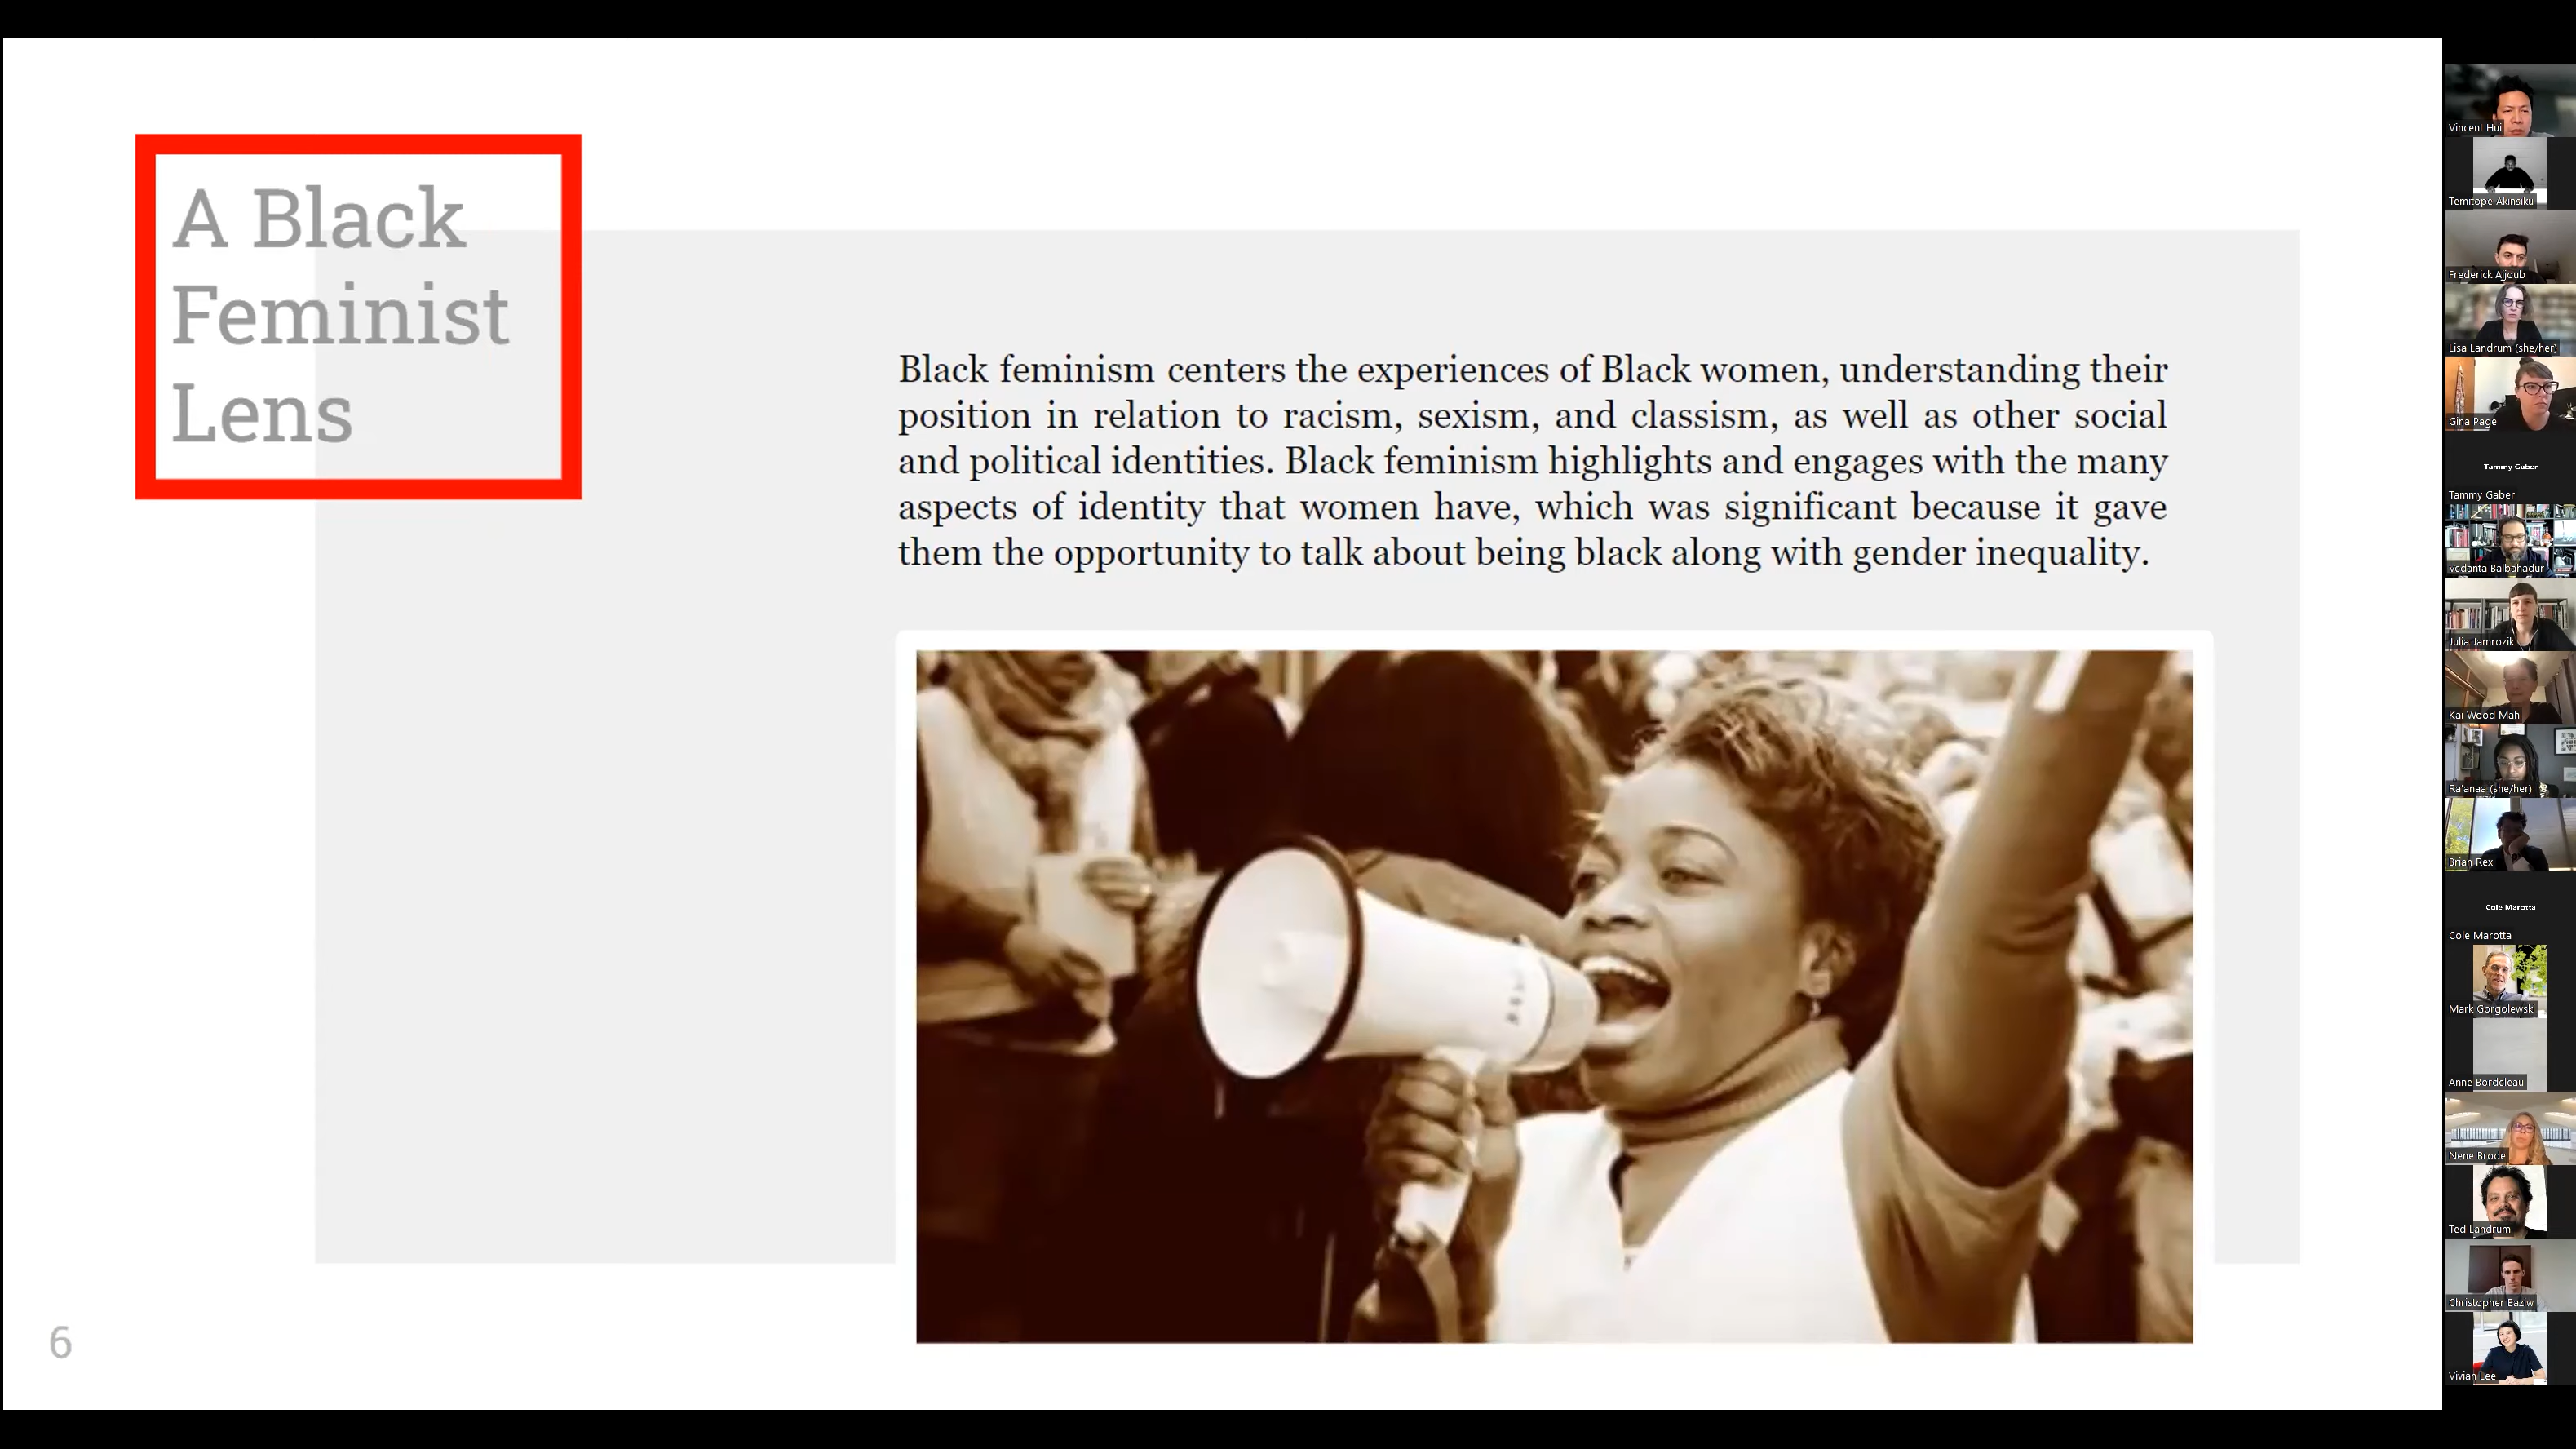 A Black
Feminist
Lens
Black feminism centers the experiences of Black women, understanding their
position in relation to racism, sexism, and classism, as well as other social
and political identities. Black feminism highlights and engages with the many
aspects of identity that women have, which was significant because it gave
them the opportunity to talk about being black along with gender inequality.
6
Vincent Hui
Temitope Akinsiku
Frederick Ajjoub
Lisa Landrum (she/her)
Gina Page
Tammy Gaber
Tammy Gaber
Vedanta Balbahadur
Julia Jamrozik
Kai Wood Mah
Ra'anaa (she/her)
Brian Rex
Cole Marotta
Cole Marotta
Mark Gorgolewski
Anne Bordeleau
Nene Brode
Ted Landrum
Christopher Baziw
Vivian Lee